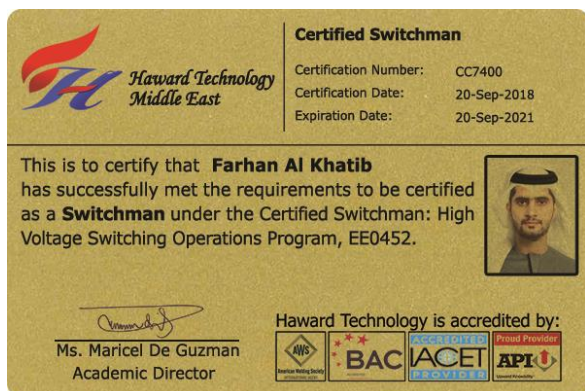 Haward Technology
Middle East
Certified Switchman
Certification Number: CC7400
Certification Date: 20-Sep-2018
Expiration Date: 20-Sep-2021
This is to certify that Farhan Al Khatib
has successfully met the requirements to be certified
as a Switchman under the Certified Switchman: High
Voltage Switching Operations Program, EE0452.
Ms. Maricel De Guzman
Academic Director
Haward Technology is accredited by:
AWS
American Welding Society
BAC
ACCREDITED
IACET
PROVIDER
Proud Provider
API